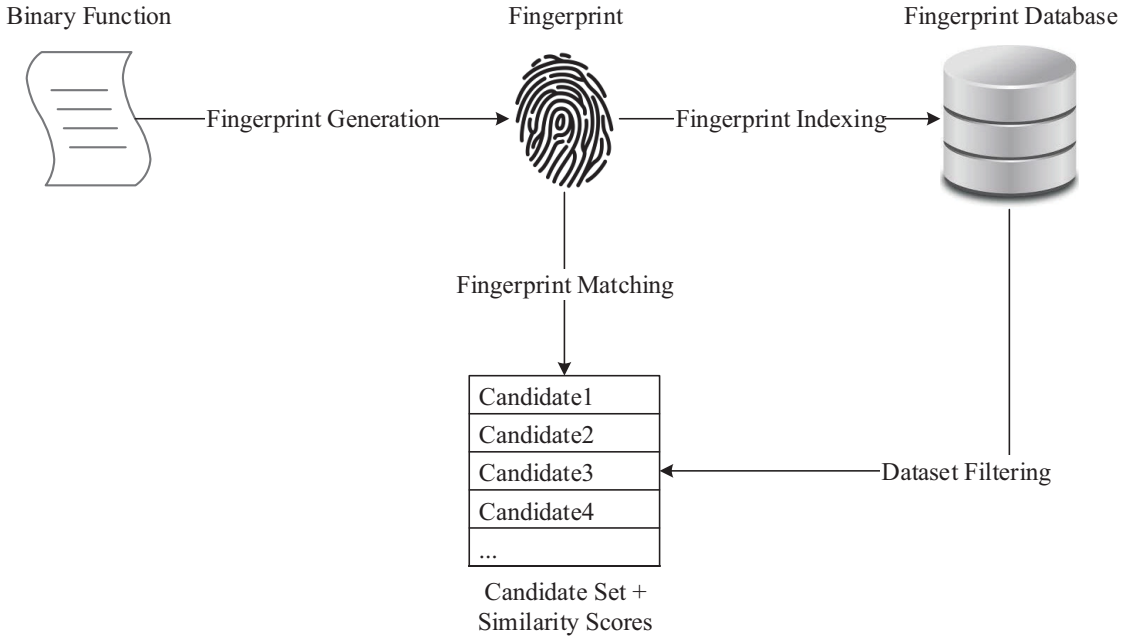 Binary Function
Fingerprint
Fingerprint Database
Fingerprint Generation
Fingerprint Indexing
Fingerprint Matching
Candidate1
Candidate2
Candidate3
Candidate4
...
Dataset Filtering
Candidate Set +
Similarity Scores